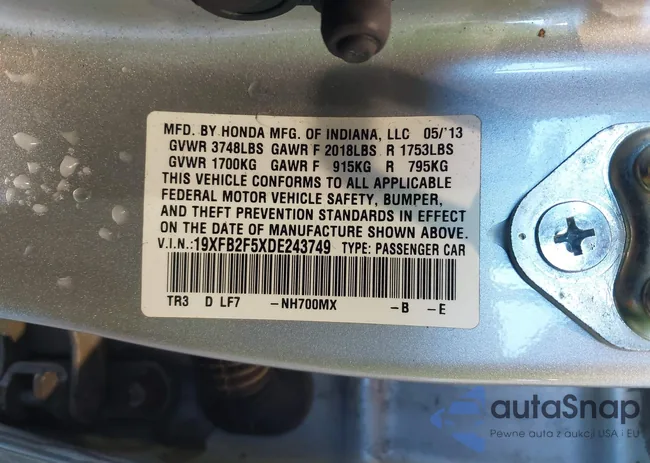 MFD. BY HONDA MFG. OF INDIANA, LLC 05/'13
GVWR 3748LBS GAWR F 2018LBS R 1753LBS
GVWR 1700KG GAWR F 915KG R 795KG
THIS VEHICLE CONFORMS TO ALL APPLICABLE
FEDERAL MOTOR VEHICLE SAFETY, BUMPER,
AND THEFT PREVENTION STANDARDS IN EFFECT
ON THE DATE OF MANUFACTURE SHOWN ABOVE.
V.I.N.:19XFB2F5XDE243749 TYPE: PASSENGER CAR
TR3 D LF7 -NH700MX -B -E
autaSnap
Pewne auta z aukcji USA i EU